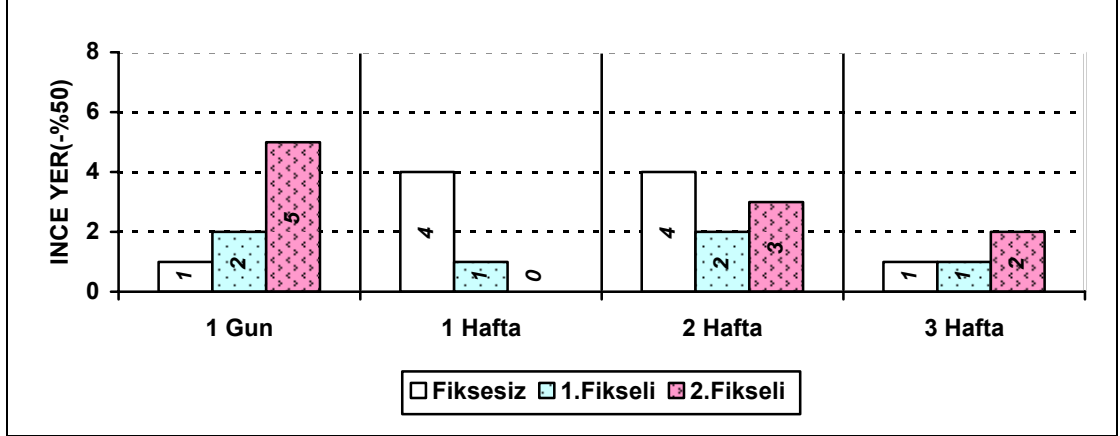 INCE YER(-%50)
8
6
4
2
0
1
2
5
4
1
0
4
2
3
1
1
2
1 Gun
1 Hafta
2 Hafta
3 Hafta
Fiksesiz
1.Fikseli
2.Fikseli